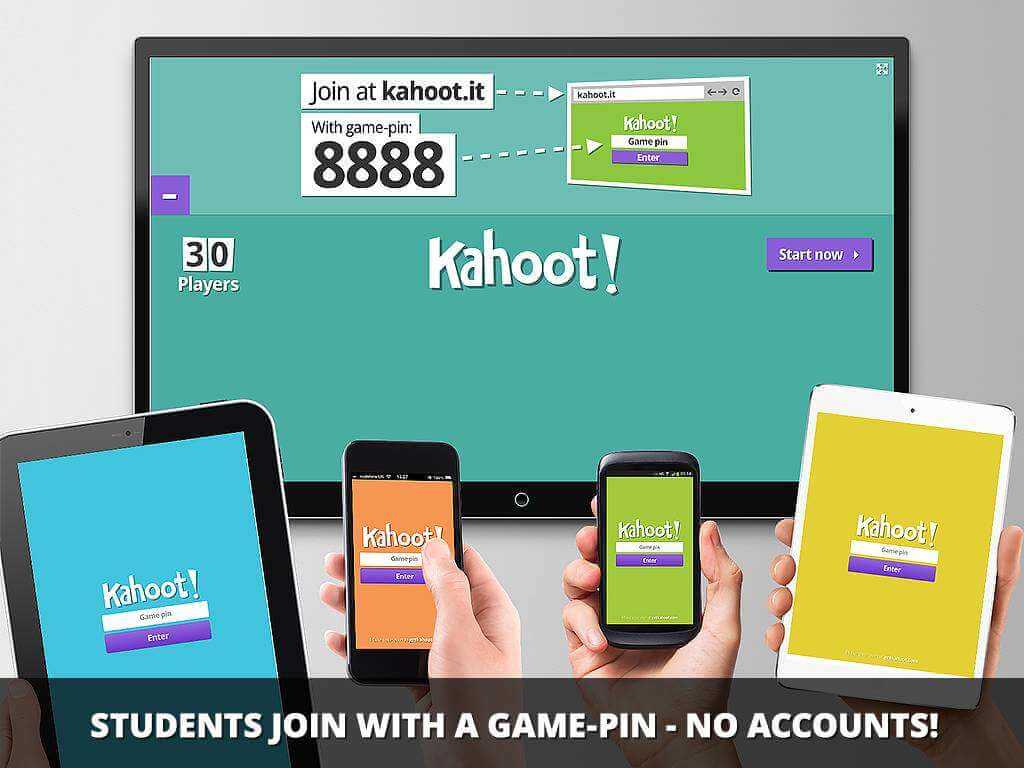 Join at kahoot.it
kahoot.it
With game-pin:
8888
Kahoot!
Game pin
Enter
30
Players
Kahoot!
Start now
Kahoot!
Game pin
Enter
Kahoot!
Game pin
Enter
Kahoot!
Game pin
Enter
Kahoot!
Game pin
Enter
STUDENTS JOIN WITH A GAME-PIN - NO ACCOUNTS!